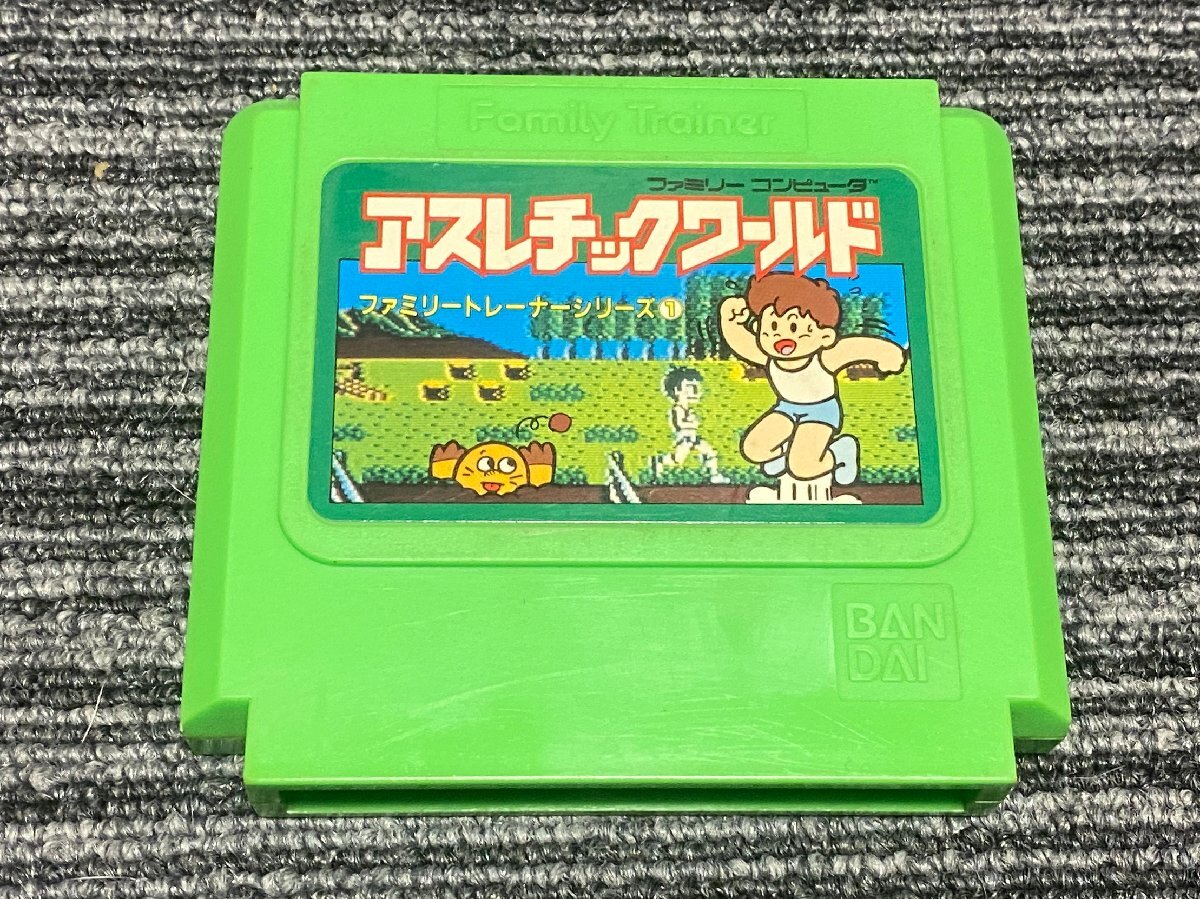 Family Trainer
ファミリー コンピュータ™
アスレチックワールド
ファミリートレーナーシリーズ①
BAN
DAI